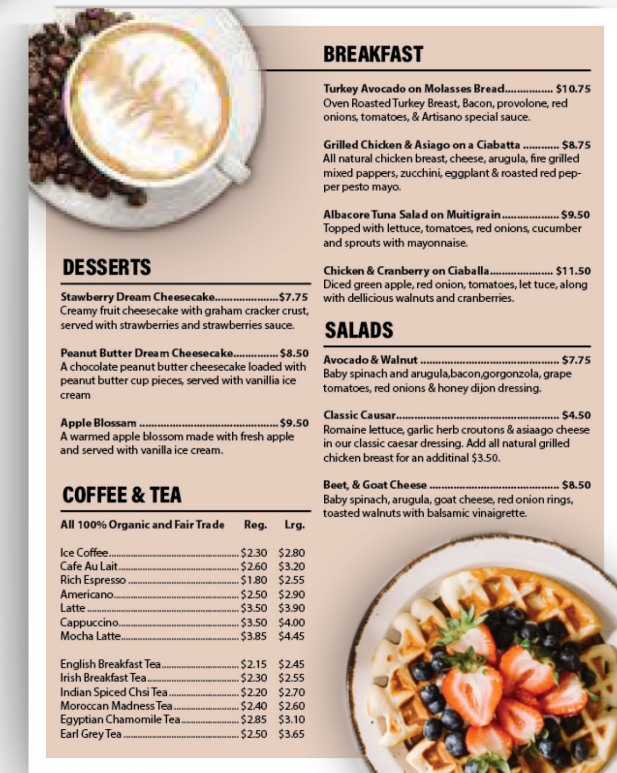 BREAKFAST
Turkey Avocado on Molasses Bread................ $10.75
Oven Roasted Turkey Breast, Bacon, provolone, red
onions, tomatoes, & Artisano special sauce.
Grilled Chicken & Asiago on a Ciabatta ............ $8.75
All natural chicken breast, cheese, arugula, fire grilled
mixed pappers, zucchini, eggplant & roasted red pep-
per pesto mayo.
Albacore Tuna Salad on Muitigrain................... $9.50
Topped with lettuce, tomatoes, red onions, cucumber
and sprouts with mayonnaise.
Chicken & Cranberry on Ciaballa..................... $11.50
Diced green apple, red onion, tomatoes, let tuce, along
with dellicious walnuts and cranberries.
SALADS
Avocado & Walnut .............................................. $7.75
Baby spinach and arugula,bacon,gorgonzola, grape
tomatoes, red onions & honey dijon dressing.
Classic Causar...................................................... $4.50
Romaine lettuce, garlic herb croutons & asiaago cheese
in our classic caesar dressing. Add all natural grilled
chicken breast for an additinal $3.50.
Beet, & Goat Cheese ........................................... $8.50
Baby spinach, arugula, goat cheese, red onion rings,
toasted walnuts with balsamic vinaigrette.
DESSERTS
Stawberry Dream Cheesecake.....................$7.75
Creamy fruit cheesecake with graham cracker crust,
served with strawberries and strawberries sauce.
Peanut Butter Dream Cheesecake............... $8.50
A chocolate peanut butter cheesecake loaded with
peanut butter cup pieces, served with vanillia ice
cream
Apple Blossam .............................................. $9.50
A warmed apple blossom made with fresh apple
and served with vanilla ice cream.
COFFEE & TEA
All 100% Organic and Fair Trade Reg. Lrg.
Ice Coffee.............................................. $2.30 $2.80
Cafe Au Lait........................................... $2.60 $3.20
Rich Espresso ........................................ $1.80 $2.55
Americano............................................. $2.50 $2.90
Latte ...................................................... $3.50 $3.90
Cappuccino........................................... $3.50 $4.00
Mocha Latte.......................................... $3.85 $4.45
English Breakfast Tea........................... $2.15 $2.45
Irish Breakfast Tea................................ $2.30 $2.55
Indian Spiced Chsi Tea......................... $2.20 $2.70
Moroccan Madness Tea....................... $2.40 $2.60
Egyptian Chamomile Tea..................... $2.85 $3.10
Earl Grey Tea ......................................... $2.50 $3.65